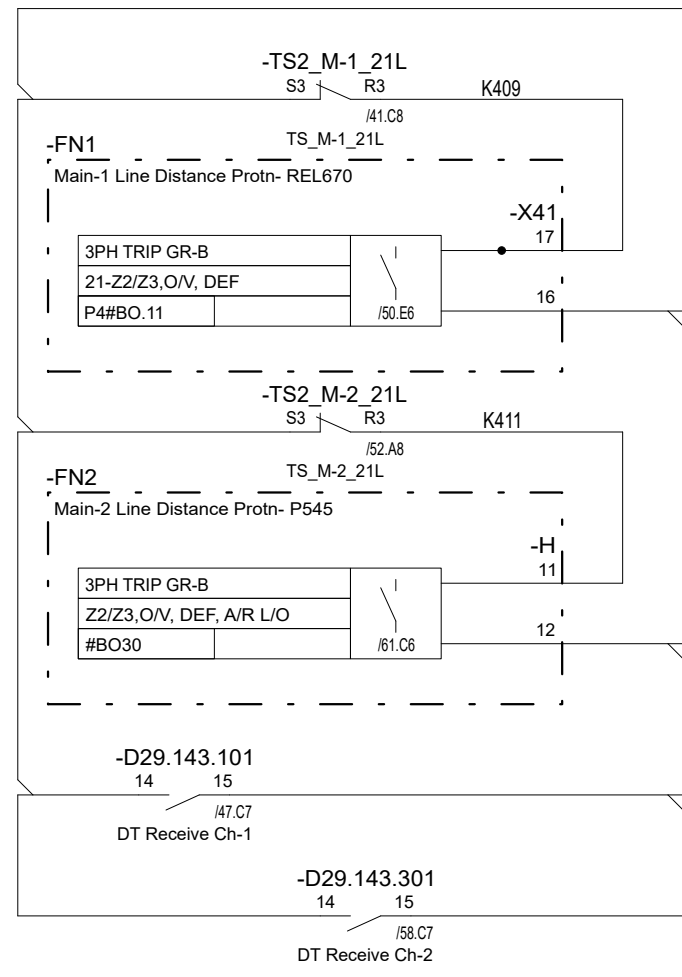 -TS2_M-1_21L
S3 R3 K409
/41.C8
TS_M-1_21L
-FN1
Main-1 Line Distance Protn- REL670
-X41
17
3PH TRIP GR-B
21-Z2/Z3,O/V, DEF
16
P4#BO.11 /50.E6
-TS2_M-2_21L
S3 R3 K411
/52.A8
TS_M-2_21L
-FN2
Main-2 Line Distance Protn- P545
-H
11
3PH TRIP GR-B
Z2/Z3,O/V, DEF, A/R L/O
12
#BO30 /61.C6
-D29.143.101
14 15
/47.C7
DT Receive Ch-1
-D29.143.301
14 15
/58.C7
DT Receive Ch-2